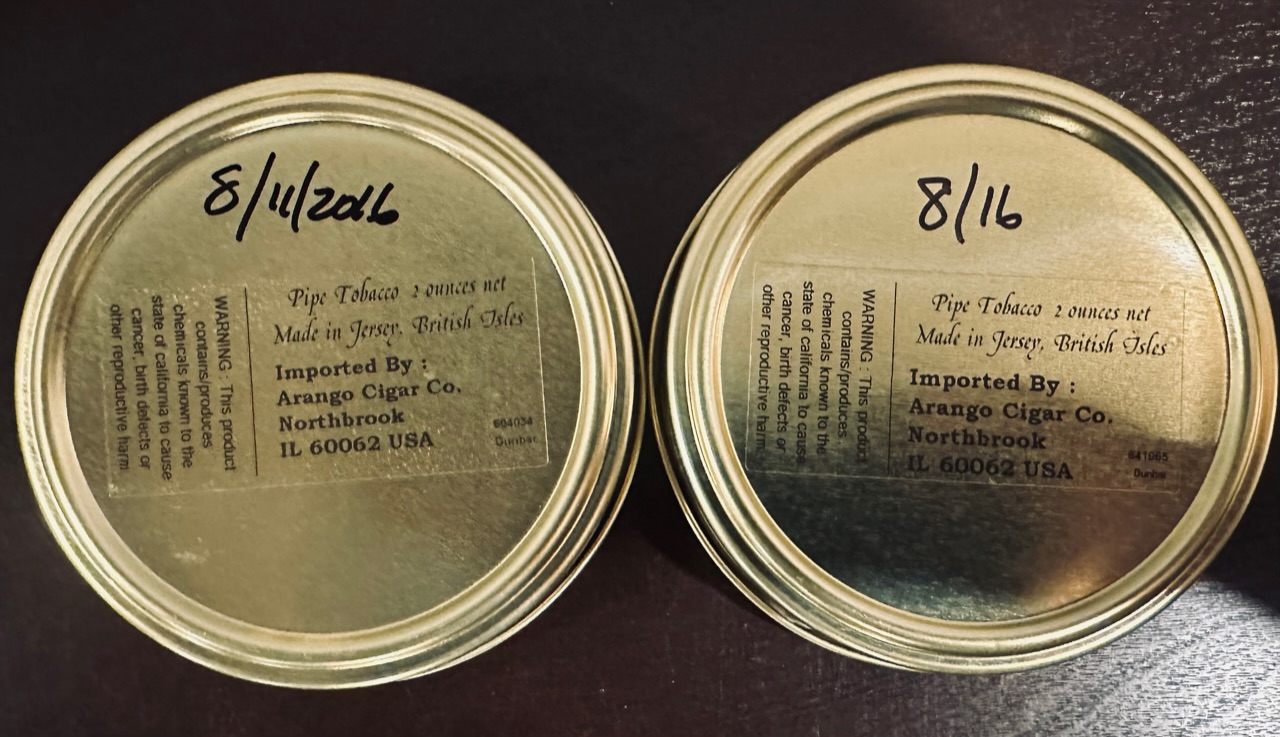 8/11/2016
WARNING : This product
contains/produces
chemicals known to the
state of california to cause
cancer, birth defects or
other reproductive harm.
Pipe Tobacco 2 ounces net
Made in Jersey, British Isles
Imported By :
Arango Cigar Co.
Northbrook
IL 60062 USA
604034
Dunbar
8/16
WARNING : This product
contains/produces
chemicals known to the
state of california to cause
cancer, birth defects or
other reproductive harm.
Pipe Tobacco 2 ounces net
Made in Jersey, British Isles
Imported By :
Arango Cigar Co.
Northbrook
IL 60062 USA
641065
Dunbar